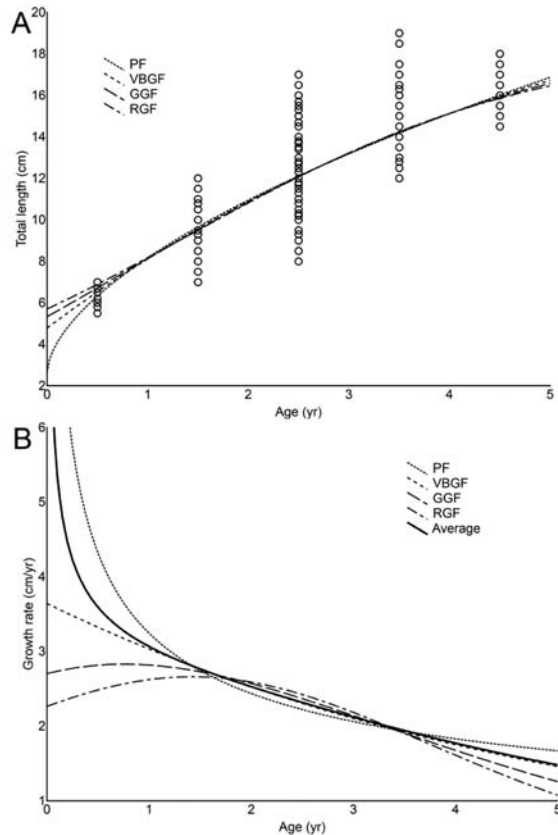 A
20
18
16
14
12
10
8
6
4
2
Total length (cm)
PF
VBGF
GGF
RGF
0 1 2 3 4 5
Age (yr)
B
6
5
4
3
2
1
Growth rate (cm/yr)
PF
VBGF
GGF
RGF
Average
0 1 2 3 4 5
Age (yr)